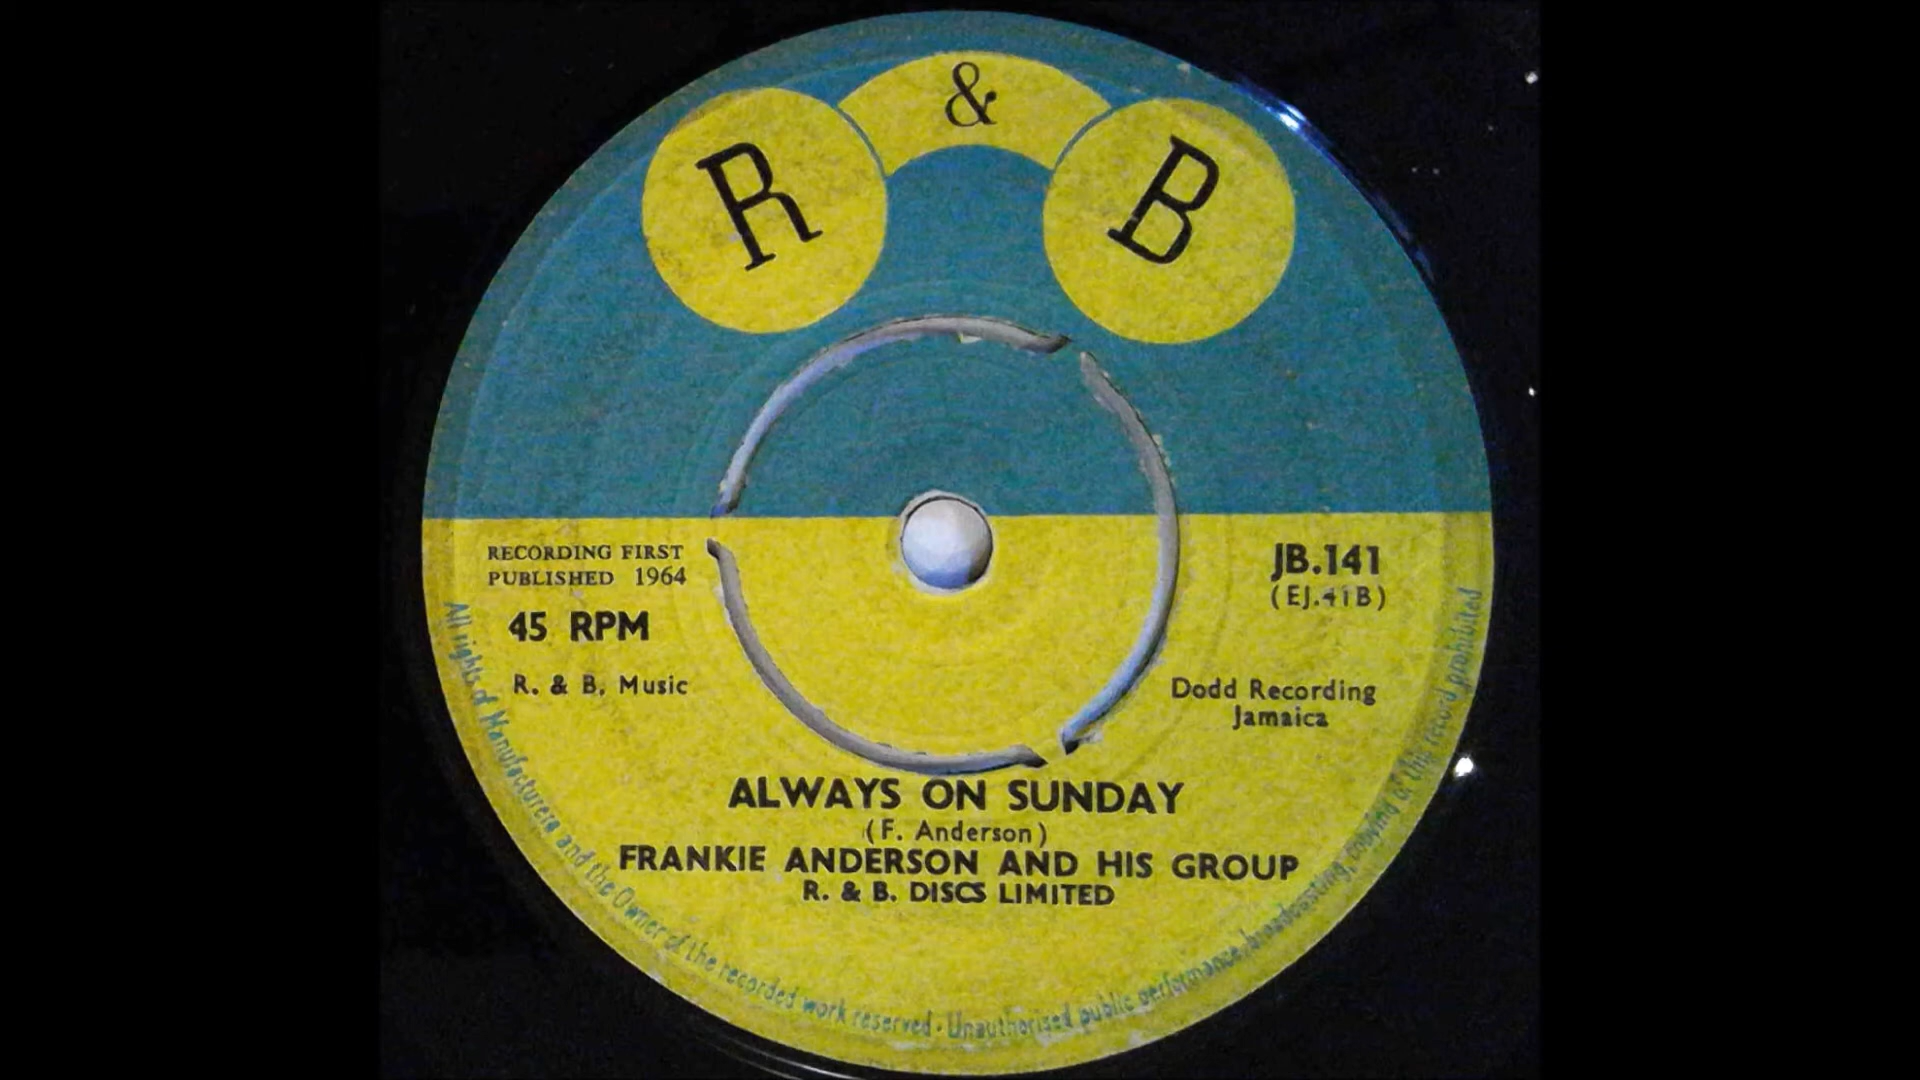 R & B
RECORDING FIRST
PUBLISHED 1964
45 RPM
R. & B. Music
JB.141
(EJ.41B)
Dodd Recording
Jamaica
ALWAYS ON SUNDAY
(F. Anderson)
FRANKIE ANDERSON AND HIS GROUP
R. & B. DISCS LIMITED
All rights of Manufacturers and the Owner of the recorded work reserved · Unauthorised public performance, broadcasting, copying of this record prohibited